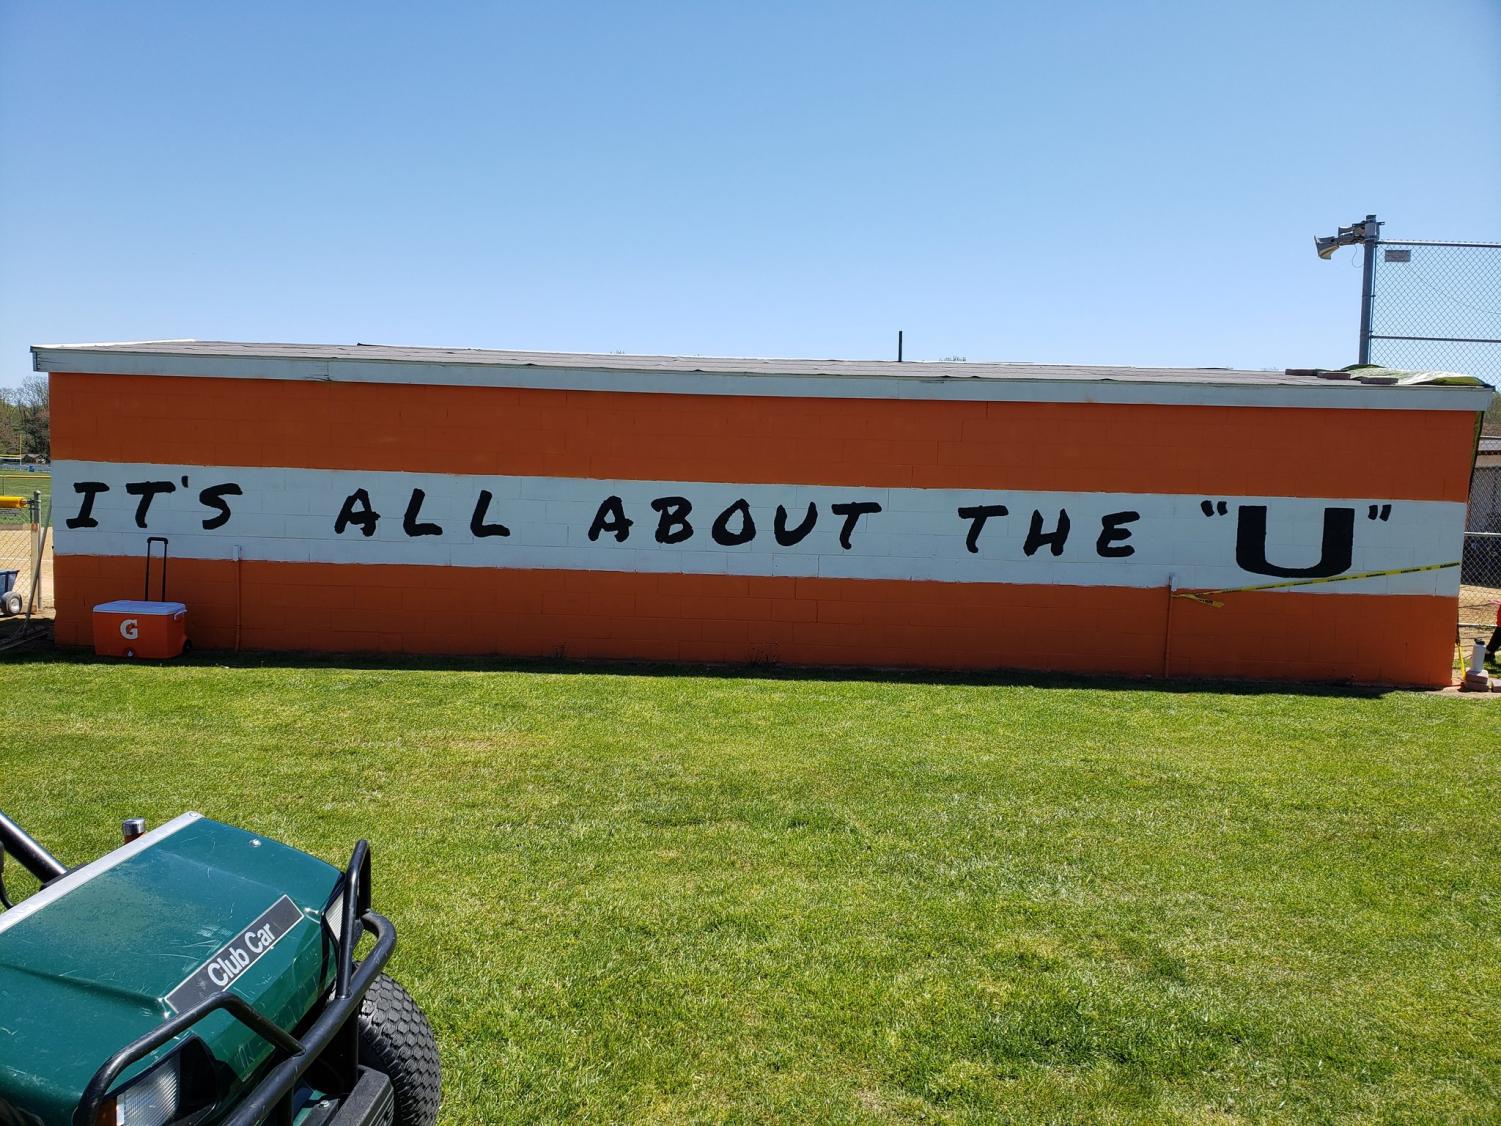 IT'S ALL ABOUT THE "U"
G
Club Car